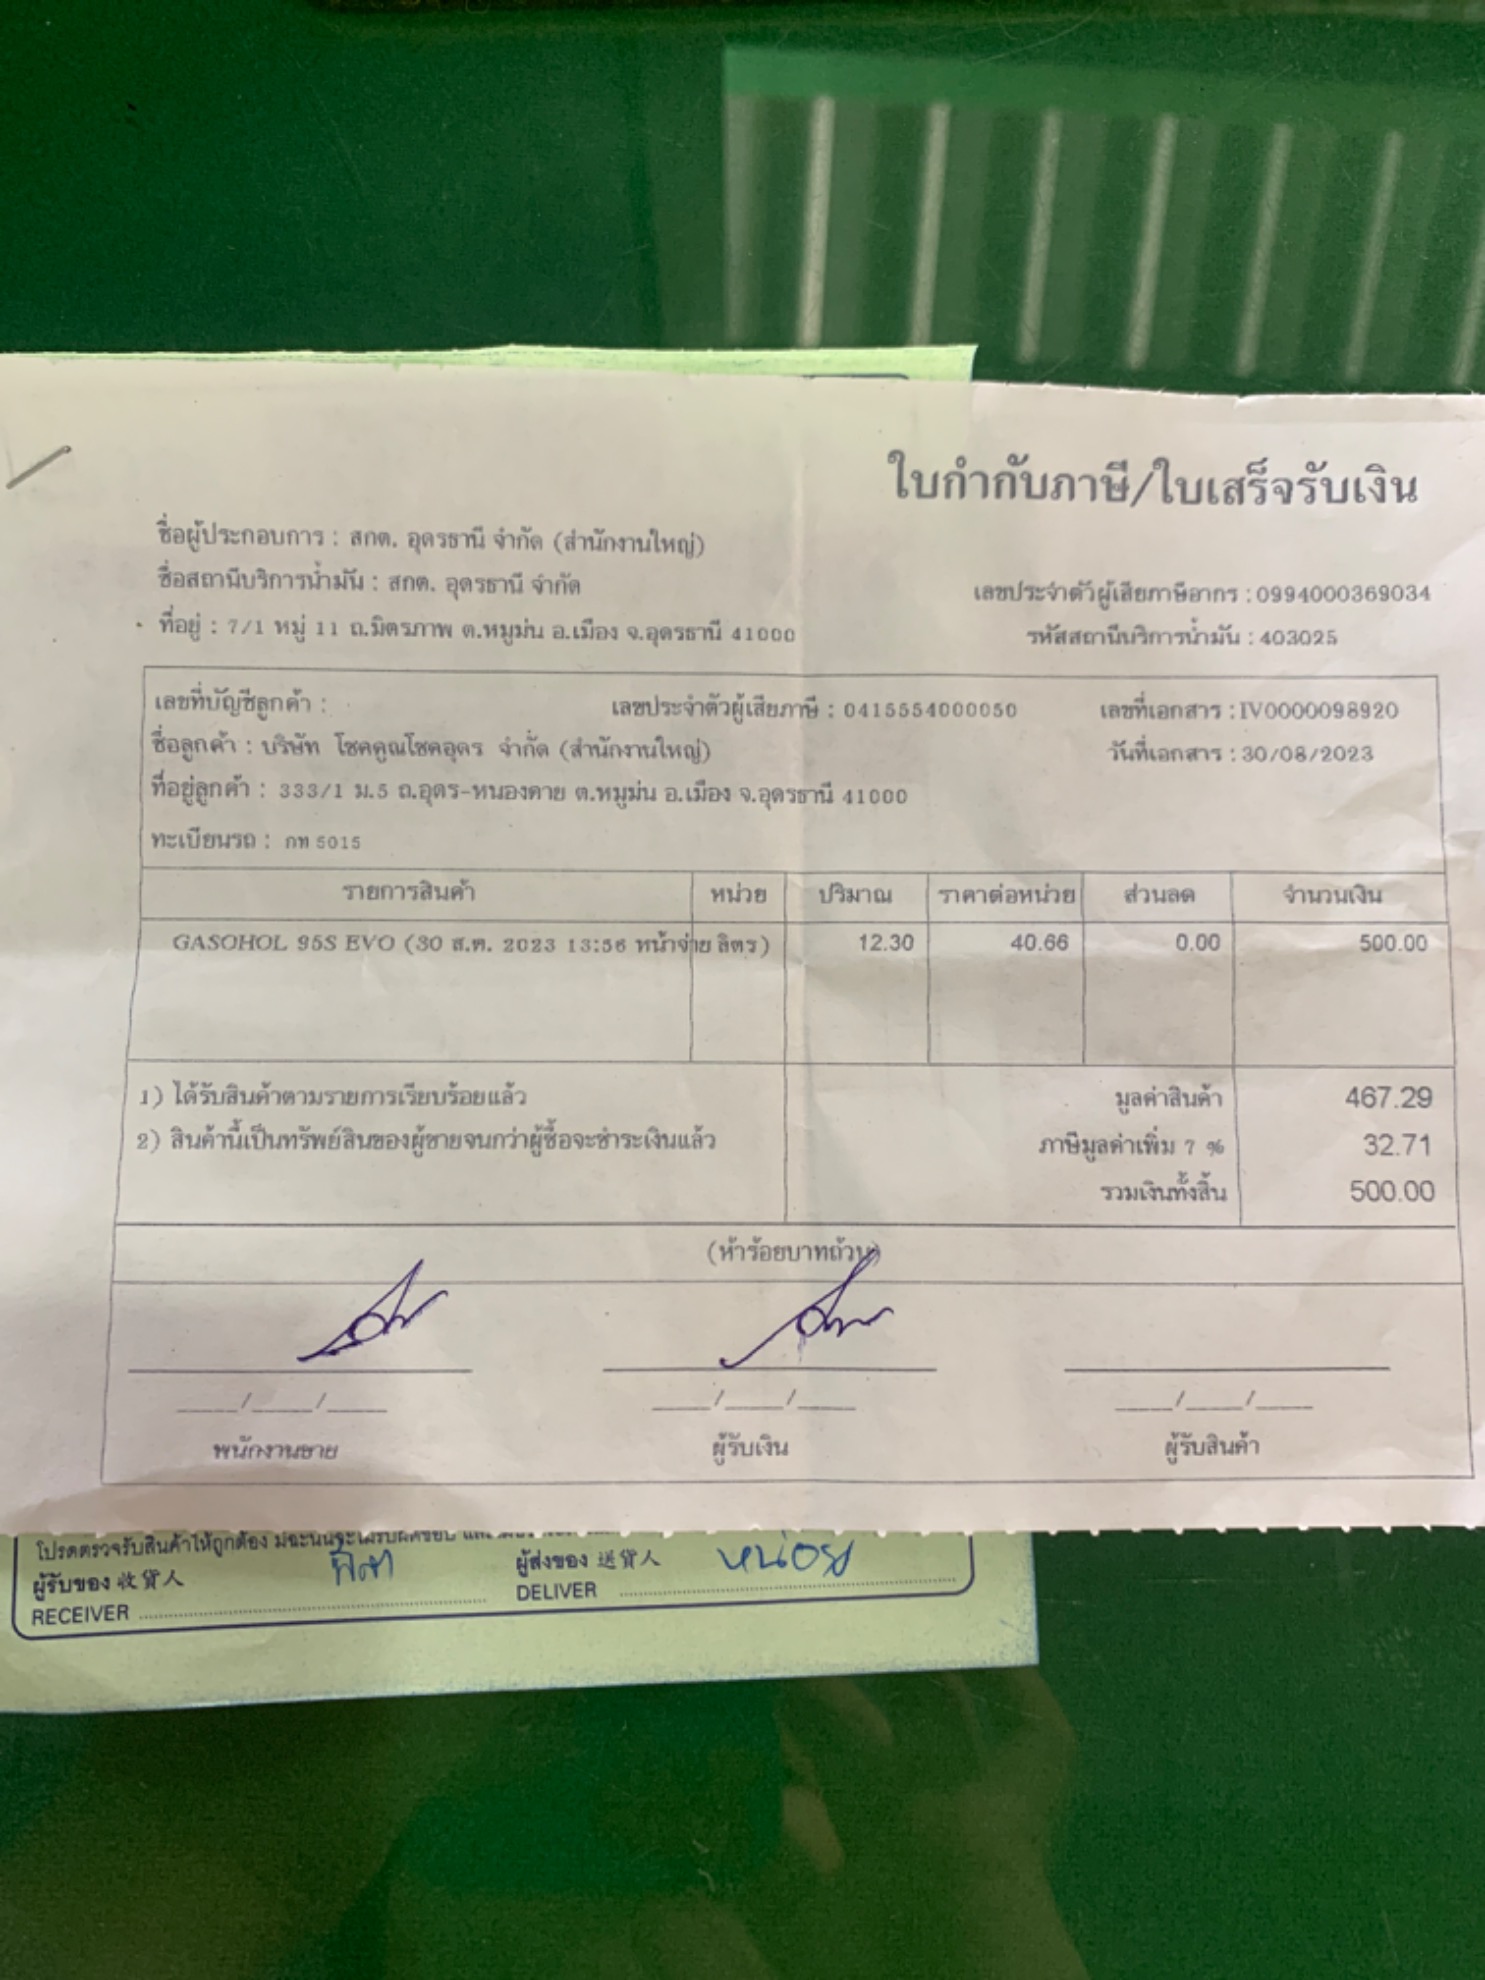 ใบกำกับภาษี/ใบเสร็จรับเงิน
ชื่อผู้ประกอบการ : สกต. อุดรธานี จำกัด (สำนักงานใหญ่)
ชื่อสถานีบริการน้ำมัน : สกต. อุดรธานี จำกัด
เลขประจำตัวผู้เสียภาษีอากร : 0994000369034
ที่อยู่ : 7/1 หมู่ 11 ถ.มิตรภาพ ต.หมูม่น อ.เมือง จ.อุดรธานี 41000
รหัสสถานีบริการน้ำมัน : 403025
เลขที่บัญชีลูกค้า : เลขประจำตัวผู้เสียภาษี : 0415554000050 เลขที่เอกสาร : IV0000098920
ชื่อลูกค้า : บริษัท โชคคูณโชคอุดร จำกัด (สำนักงานใหญ่) วันที่เอกสาร : 30/08/2023
ที่อยู่ลูกค้า : 333/1 ม.5 ถ.อุดร-หนองคาย ต.หมูม่น อ.เมือง จ.อุดรธานี 41000
ทะเบียนรถ : กท 5015
รายการสินค้า หน่วย ปริมาณ ราคาต่อหน่วย ส่วนลด จำนวนเงิน
GASOHOL 95S EVO (30 ส.ค. 2023 13:56 หน้าจ่าย ลิตร) 12.30 40.66 0.00 500.00
1) ได้รับสินค้าตามรายการเรียบร้อยแล้ว มูลค่าสินค้า 467.29
2) สินค้านี้เป็นทรัพย์สินของผู้ขายจนกว่าผู้ซื้อจะชำระเงินแล้ว ภาษีมูลค่าเพิ่ม 7 % 32.71
รวมเงินทั้งสิ้น 500.00
(ห้าร้อยบาทถ้วน)
____/____/____ ____/____/____ ____/____/____
พนักงานขาย ผู้รับเงิน ผู้รับสินค้า
โปรดตรวจรับสินค้าให้ถูกต้อง
ผู้รับของ 收貨人 ผู้ส่งของ 送貨人 หน่อย
RECEIVER DELIVER